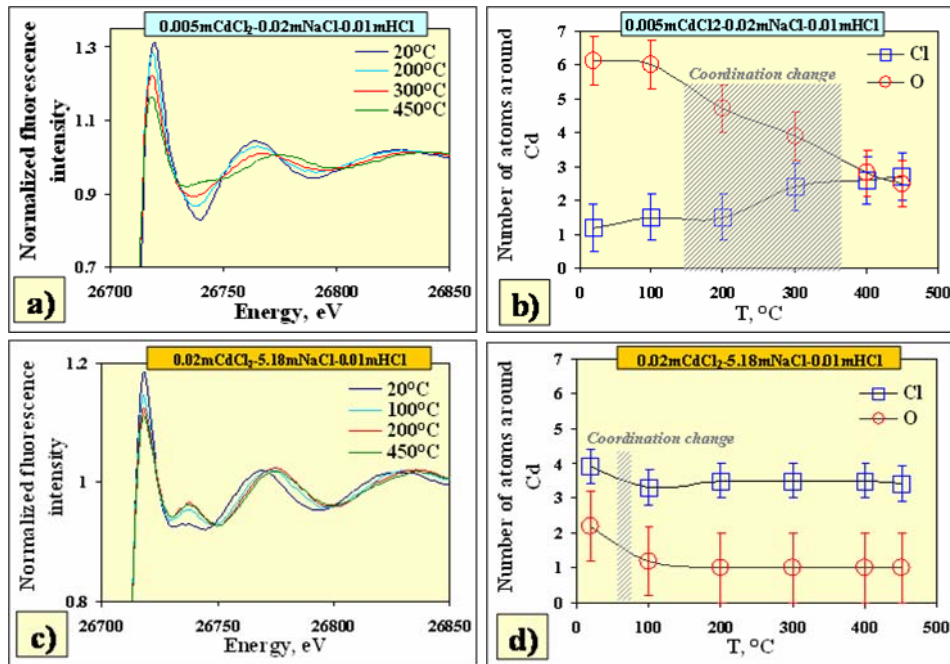 0.005mCdCl₂-0.02mNaCl-0.01mHCl
20°C
200°C
300°C
450°C
Normalized fluorescence
intensity
1.3
1.1
0.9
0.7
26700
26750
26800
26850
Energy, eV
a)
0.005mCdCl2-0.02mNaCl-0.01mHCl
Cl
O
Coordination change
Number of atoms around
Cd
7
6
5
4
3
2
1
0
0
100
200
300
400
500
T, °C
b)
0.02mCdCl₂-5.18mNaCl-0.01mHCl
20°C
100°C
200°C
450°C
Normalized fluorescence
intensity
1.2
1
0.8
26700
26750
26800
26850
Energy, eV
c)
0.02mCdCl₂-5.18mNaCl-0.01mHCl
Cl
O
Coordination change
Number of atoms around
Cd
7
6
5
4
3
2
1
0
0
100
200
300
400
500
T, °C
d)